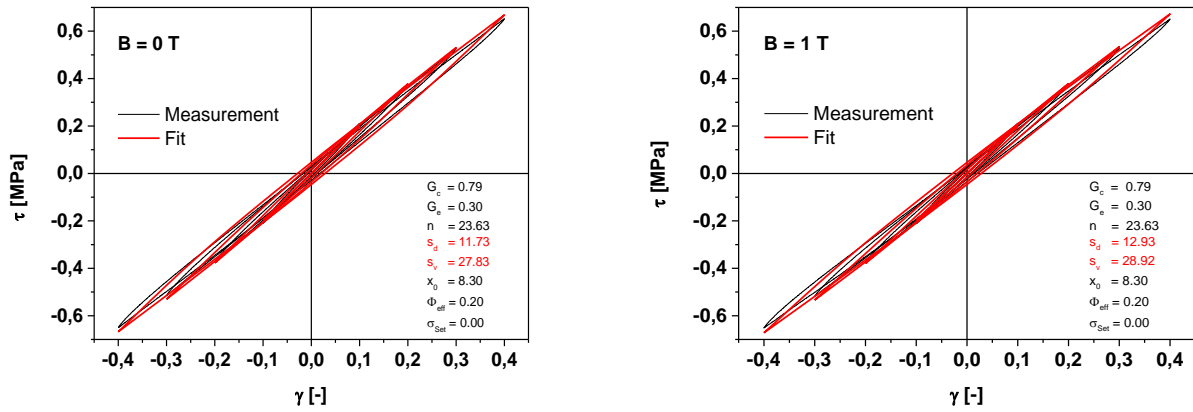 B = 0 T
Measurement
Fit
τ [MPa]
0,6
0,4
0,2
0,0
-0,2
-0,4
-0,6
G_c = 0.79
G_e = 0.30
n = 23.63
s_d = 11.73
s_v = 27.83
x_0 = 8.30
Φ_eff = 0.20
σ_Set = 0.00
-0,4 -0,3 -0,2 -0,1 0,0 0,1 0,2 0,3 0,4
γ [-]
B = 1 T
Measurement
Fit
τ [MPa]
0,6
0,4
0,2
0,0
-0,2
-0,4
-0,6
G_c = 0.79
G_e = 0.30
n = 23.63
s_d = 12.93
s_v = 28.92
x_0 = 8.30
Φ_eff = 0.20
σ_Set = 0.00
-0,4 -0,3 -0,2 -0,1 0,0 0,1 0,2 0,3 0,4
γ [-]